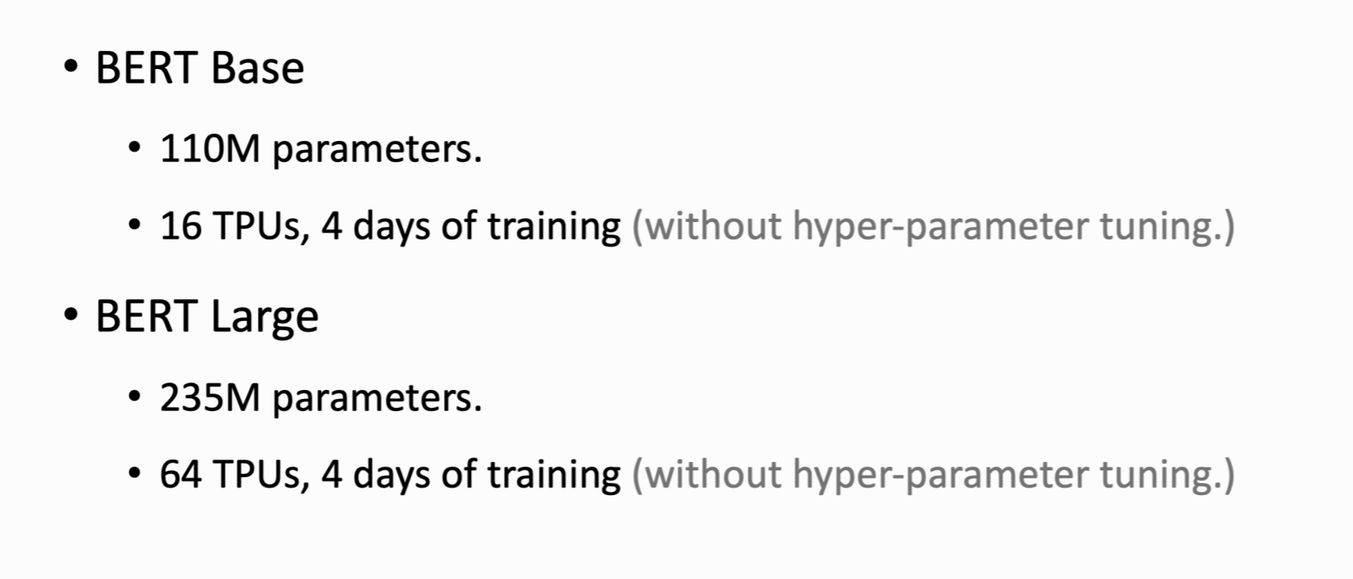 • BERT Base
• 110M parameters.
• 16 TPUs, 4 days of training (without hyper-parameter tuning.)
• BERT Large
• 235M parameters.
• 64 TPUs, 4 days of training (without hyper-parameter tuning.)